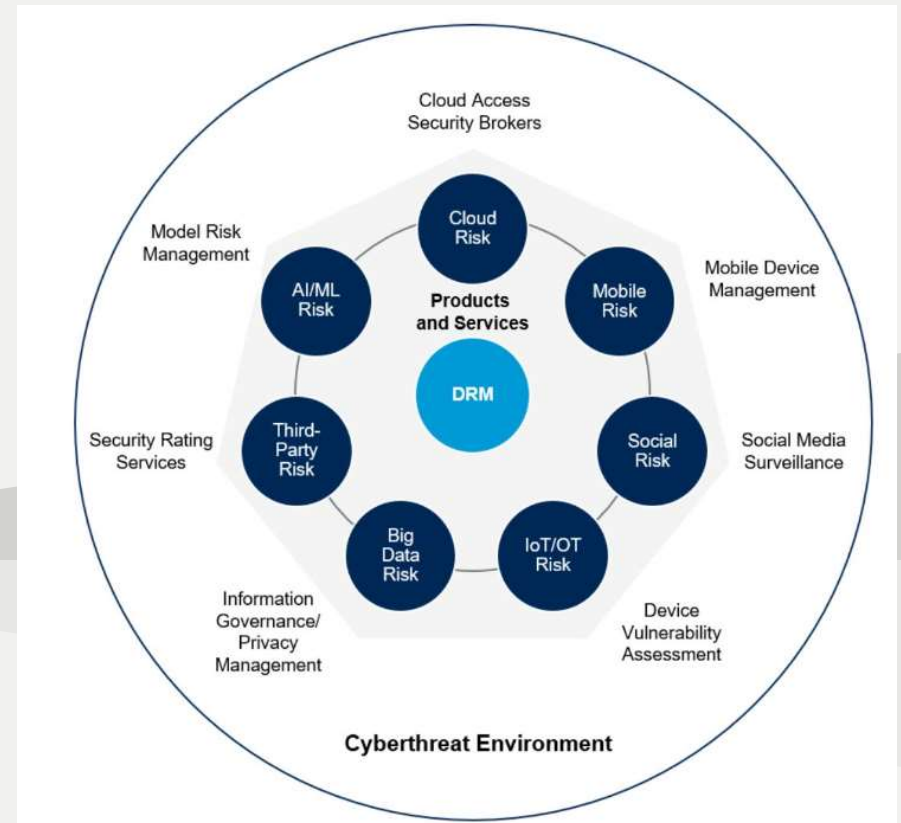 Cloud Access
Security Brokers
Cloud
Risk
Model Risk
Management
Mobile Device
Management
AI/ML
Risk
Products
and Services
Mobile
Risk
DRM
Security Rating
Services
Third-
Party
Risk
Social
Risk
Social Media
Surveillance
Big
Data
Risk
IoT/OT
Risk
Information
Governance/
Privacy
Management
Device
Vulnerability
Assessment
Cyberthreat Environment